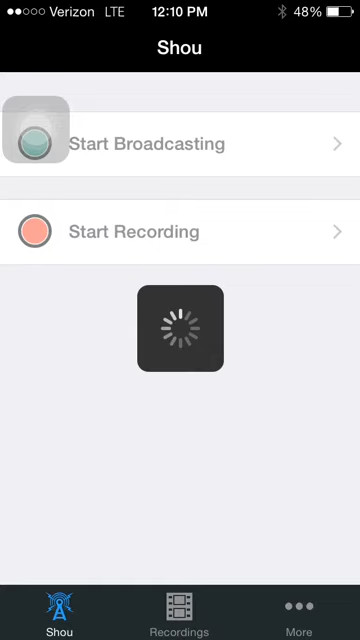 Verizon LTE 12:10 PM 48%
Shou
Start Broadcasting
Start Recording
Shou Recordings More